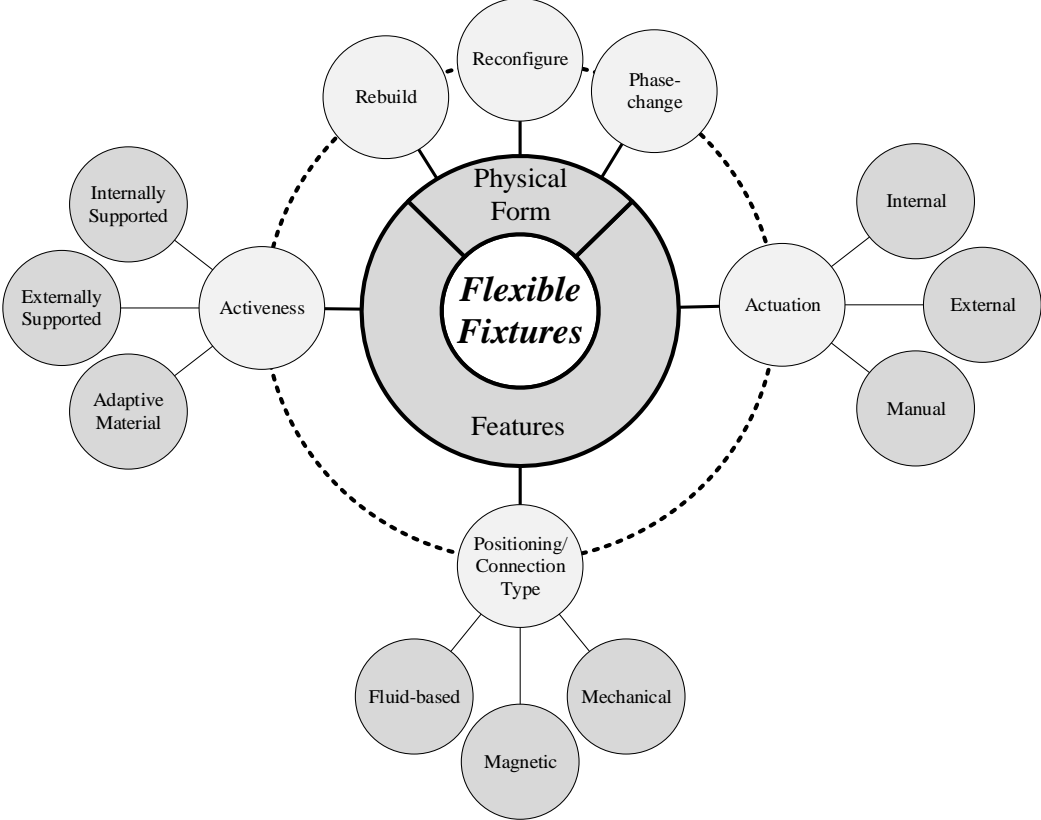 Reconfigure
Rebuild
Phase-
change
Physical
Form
Internally
Supported
Externally
Supported
Adaptive
Material
Activeness
Flexible
Fixtures
Features
Actuation
Internal
External
Manual
Positioning/
Connection
Type
Fluid-based
Magnetic
Mechanical